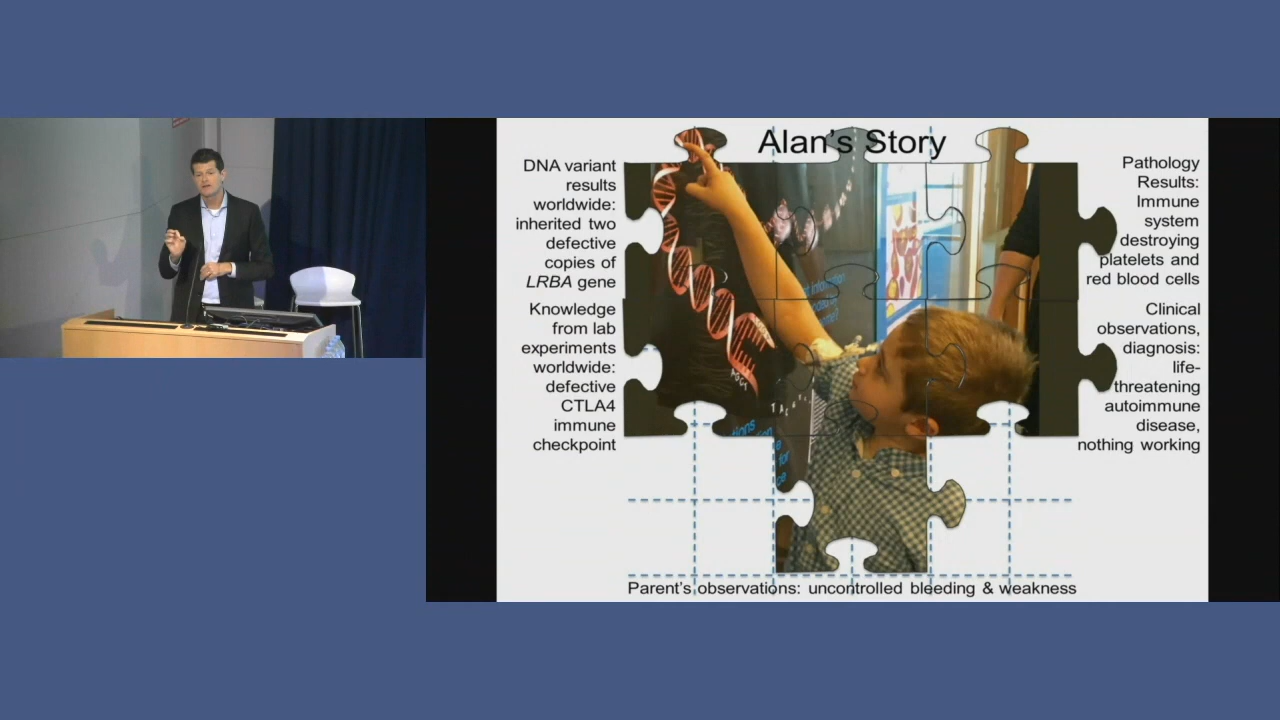 Alan's Story
DNA variant
results
worldwide:
inherited two
defective
copies of
LRBA gene
Knowledge
from lab
experiments
worldwide:
defective
CTLA4
immune
checkpoint
Pathology
Results:
Immune
system
destroying
platelets and
red blood cells
Clinical
observations,
diagnosis:
life-
threatening
autoimmune
disease,
nothing working
AGCT
TAC
Parent's observations: uncontrolled bleeding & weakness